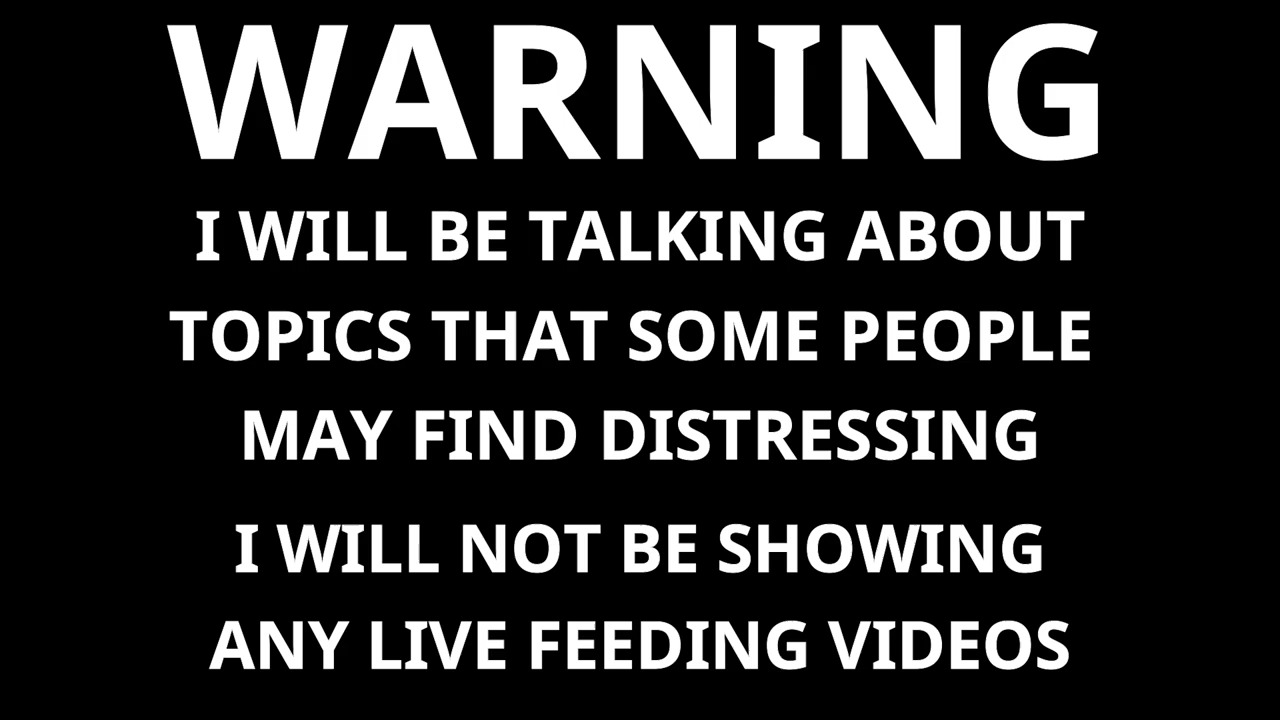 WARNING
I WILL BE TALKING ABOUT
TOPICS THAT SOME PEOPLE
MAY FIND DISTRESSING
I WILL NOT BE SHOWING
ANY LIVE FEEDING VIDEOS